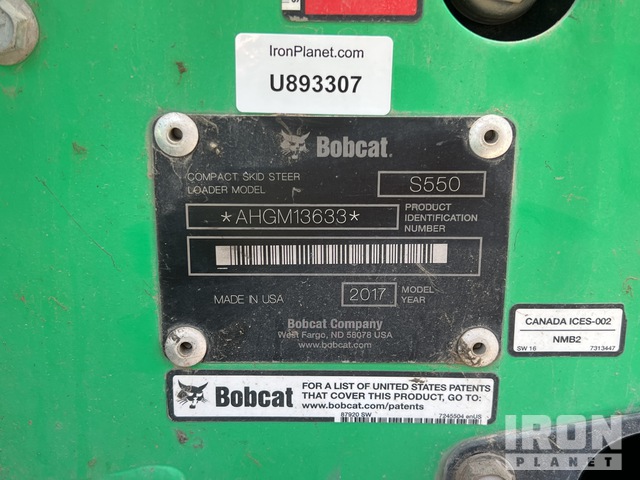 IronPlanet.com
U893307
Bobcat.
COMPACT SKID STEER
LOADER MODEL
S550
*AHGM13633*
PRODUCT
IDENTIFICATION
NUMBER
MADE IN USA
2017
MODEL
YEAR
Bobcat Company
West Fargo, ND 58078 USA
www.bobcat.com
CANADA ICES-002
NMB2
SW 16 7313447
Bobcat
FOR A LIST OF UNITED STATES PATENTS
THAT COVER THIS PRODUCT, GO TO:
www.bobcat.com/patents
87920 SW 7245504 enUS
IRON
PLANET